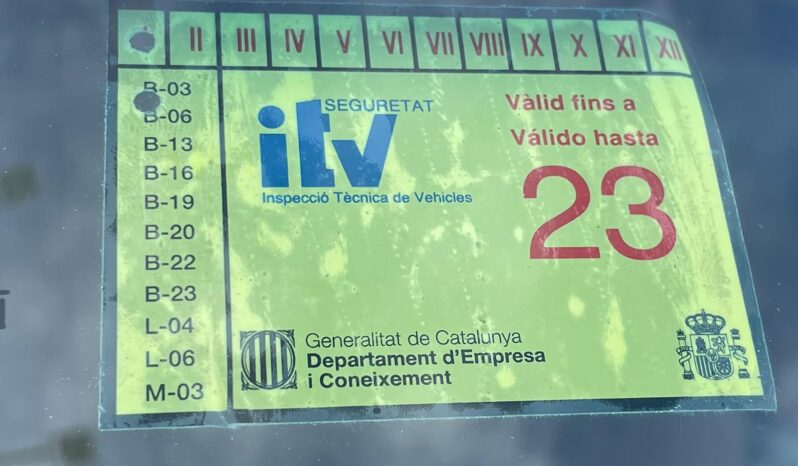 II III IV V VI VII VIII IX X XI XII
B-03
B-06
B-13
B-16
B-19
B-20
B-22
B-23
L-04
L-06
M-03
SEGURETAT
itv
Inspecció Tècnica de Vehicles
Vàlid fins a
Válido hasta
23
Generalitat de Catalunya
Departament d'Empresa
i Coneixement